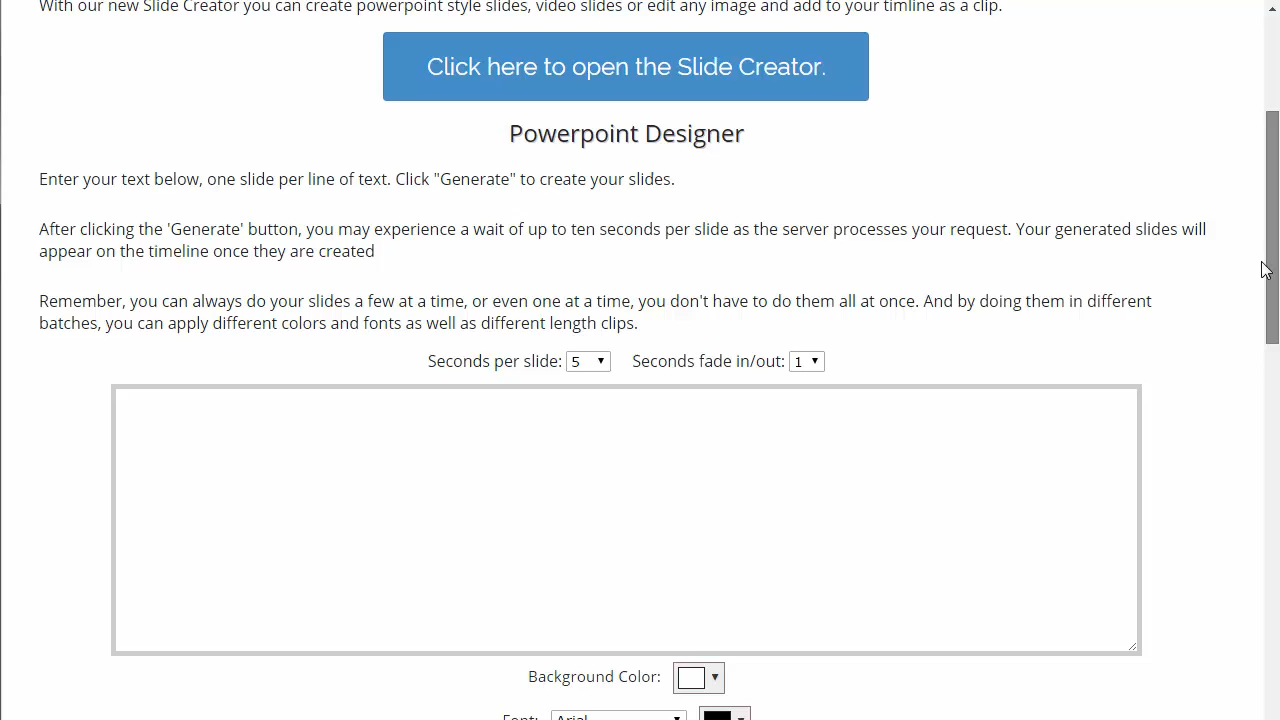 With our new Slide Creator you can create powerpoint style slides, video slides or edit any image and add to your timline as a clip.
Click here to open the Slide Creator.
Powerpoint Designer
Enter your text below, one slide per line of text. Click "Generate" to create your slides.
After clicking the 'Generate' button, you may experience a wait of up to ten seconds per slide as the server processes your request. Your generated slides will
appear on the timeline once they are created
Remember, you can always do your slides a few at a time, or even one at a time, you don't have to do them all at once. And by doing them in different
batches, you can apply different colors and fonts as well as different length clips.
Seconds per slide: 5 Seconds fade in/out: 1
Background Color:
Font: Arial